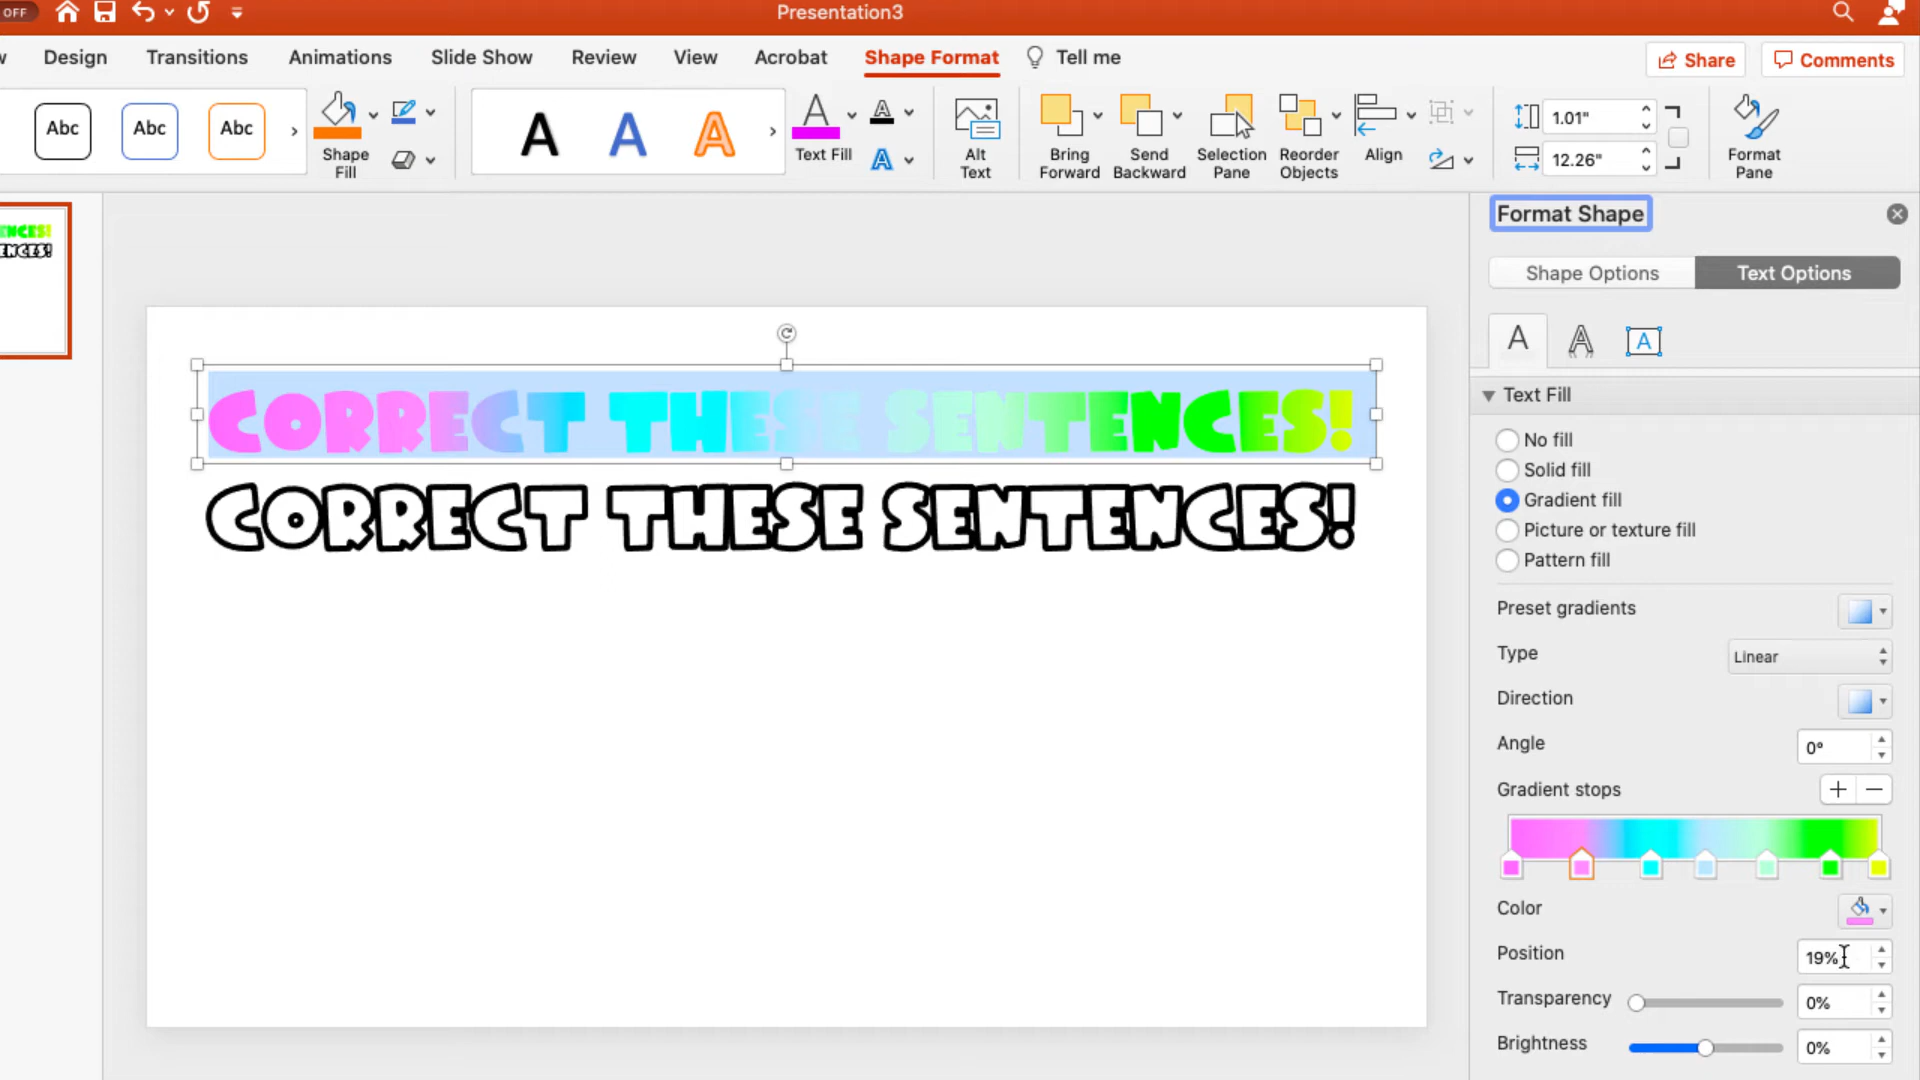 OFF
Presentation3
Design Transitions Animations Slide Show Review View Acrobat Shape Format Tell me Share Comments
Abc Abc Abc
Shape Fill
A A A
Text Fill
Alt Text
Bring Forward
Send Backward
Selection Pane
Reorder Objects
Align
1.01"
12.26"
Format Pane
NCES!
ENCES!
CORRECT THESE SENTENCES!
CORRECT THESE SENTENCES!
Format Shape
Shape Options Text Options
A A A
Text Fill
No fill
Solid fill
Gradient fill
Picture or texture fill
Pattern fill
Preset gradients
Type Linear
Direction
Angle 0°
Gradient stops
Color
Position 19%
Transparency 0%
Brightness 0%